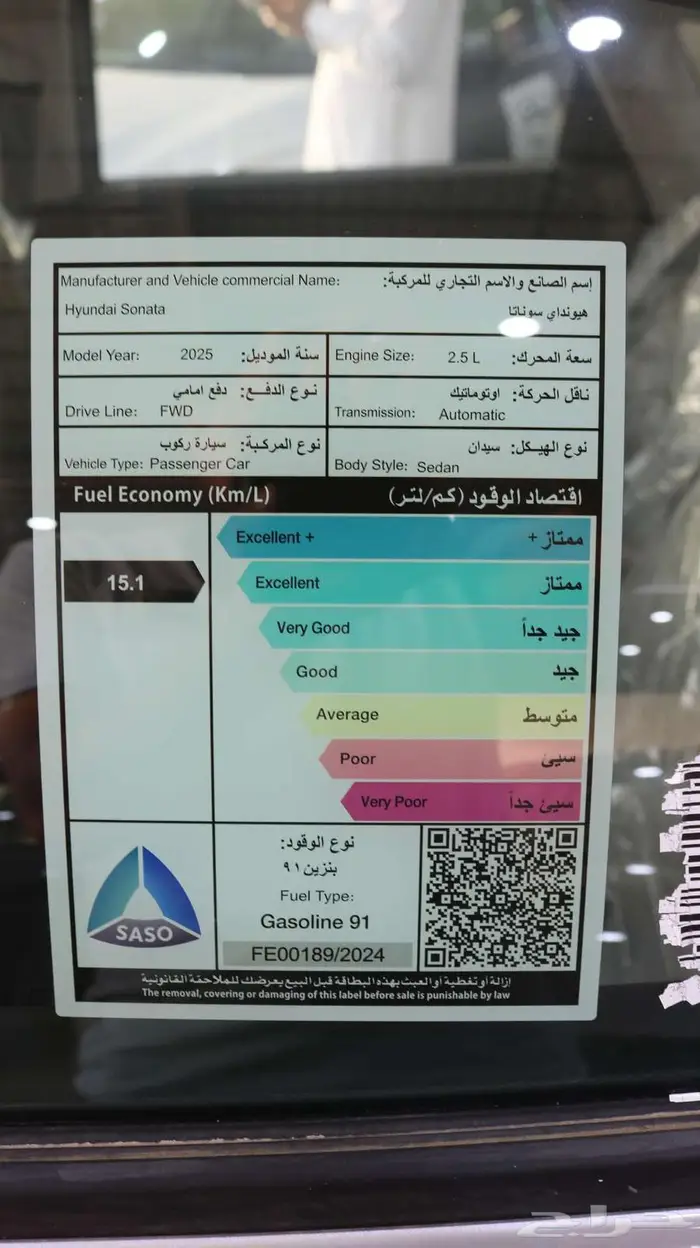 Manufacturer and Vehicle commercial Name: إسم الصانع والاسم التجاري للمركبة:
Hyundai Sonata هيونداي سوناتا
Model Year: 2025 سنة الموديل:
Engine Size: 2.5 L سعة المحرك:
نوع الدفـــع: دفع امامي
Drive Line: FWD
ناقل الحركة: اوتوماتيك
Transmission: Automatic
نوع المركبة: سيارة ركوب
Vehicle Type: Passenger Car
نوع الهيكل: سيدان
Body Style: Sedan
Fuel Economy (Km/L) اقتصاد الوقود (كم/لتر)
Excellent + ممتاز +
15.1
Excellent ممتاز
Very Good جيد جداً
Good جيد
Average متوسط
Poor سيئ
Very Poor سيئ جداً
SASO
نوع الوقود:
بنزين ٩١
Fuel Type:
Gasoline 91
FE00189/2024
إزالة أو تغطية أو العبث بهذه البطاقة قبل البيع يعرضك للملاحقة القانونية
The removal, covering or damaging of this label before sale is punishable by law
حراج